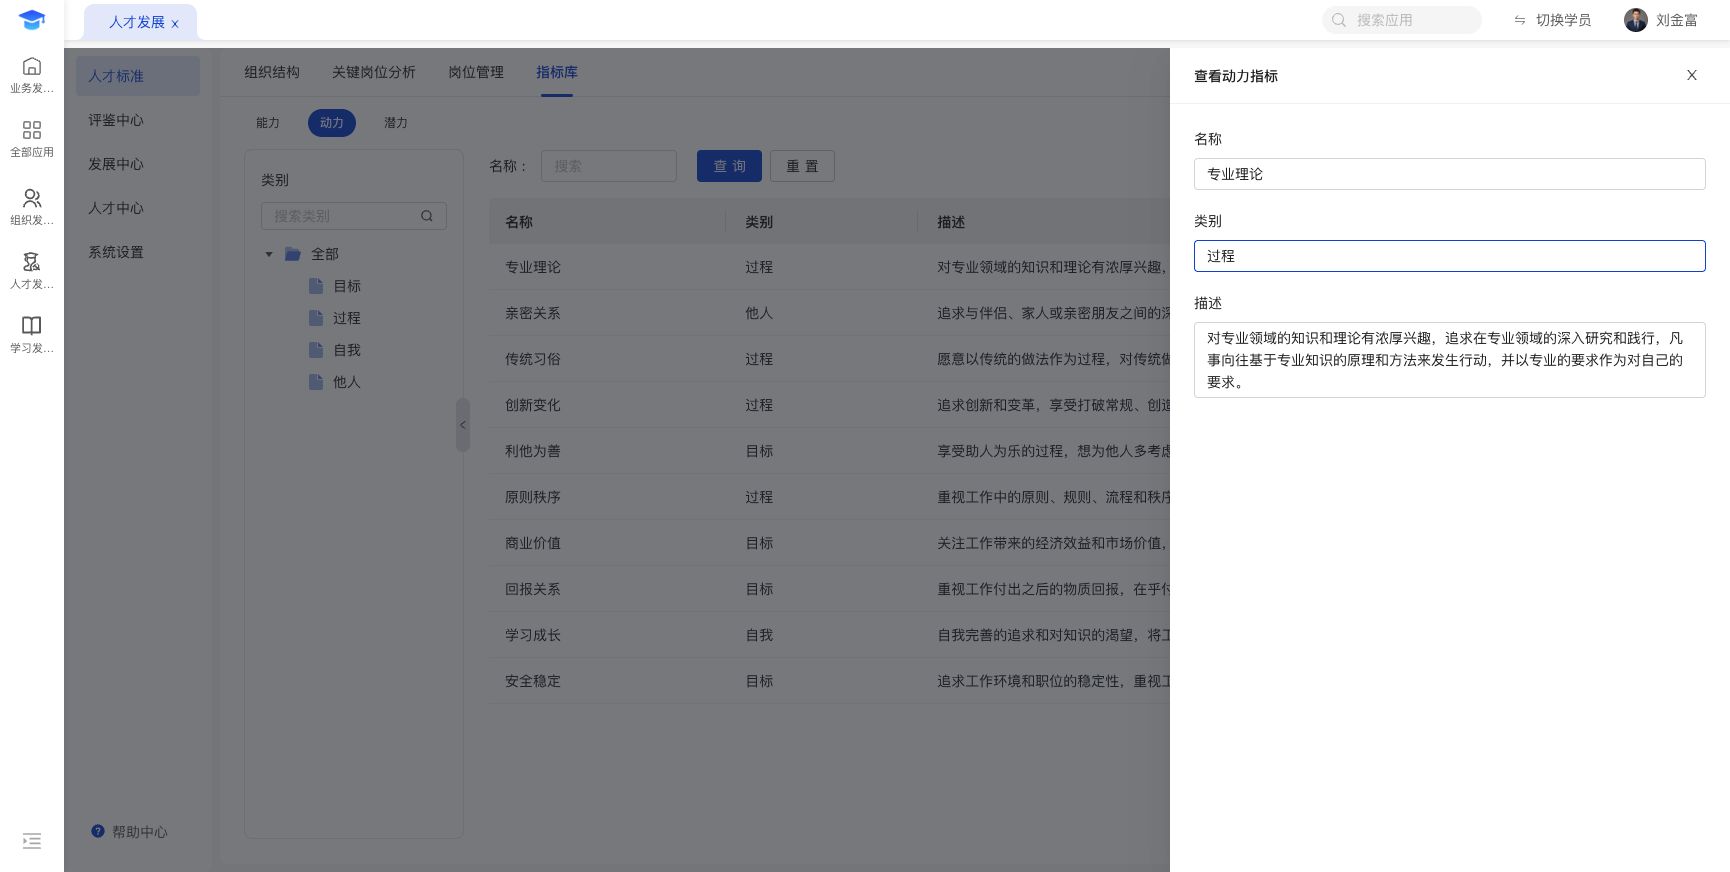 人才发展 x
搜索应用
切换学员
刘金富
业务发...
全部应用
组织发...
人才发...
学习发...
人才标准
评鉴中心
发展中心
人才中心
系统设置
帮助中心
组织结构 关键岗位分析 岗位管理 指标库
能力 动力 潜力
类别
搜索类别
全部
目标
过程
自我
他人
名称： 搜索 查 询 重 置
名称 类别 描述
专业理论 过程 对专业领域的知识和理论有浓厚兴趣，
亲密关系 他人 追求与伴侣、家人或亲密朋友之间的深
传统习俗 过程 愿意以传统的做法作为过程，对传统做
创新变化 过程 追求创新和变革，享受打破常规、创造
利他为善 目标 享受助人为乐的过程，想为他人多考虑
原则秩序 过程 重视工作中的原则、规则、流程和秩序
商业价值 目标 关注工作带来的经济效益和市场价值，
回报关系 目标 重视工作付出之后的物质回报，在乎付
学习成长 自我 自我完善的追求和对知识的渴望，将工
安全稳定 目标 追求工作环境和职位的稳定性，重视工
查看动力指标
名称
专业理论
类别
过程
描述
对专业领域的知识和理论有浓厚兴趣，追求在专业领域的深入研究和践行，凡
事向往基于专业知识的原理和方法来发生行动，并以专业的要求作为对自己的
要求。